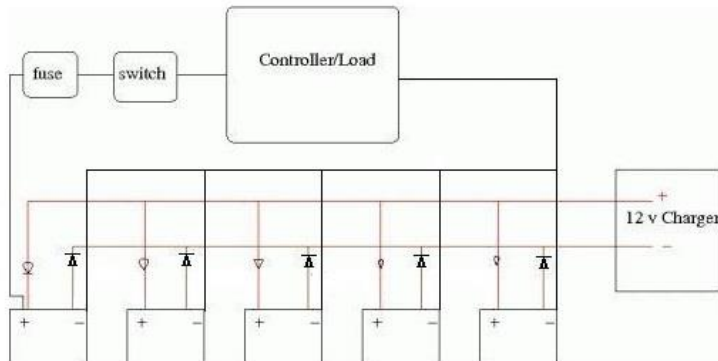 fuse
switch
Controller/Load
+
12 v Charger
−
+ −
+ −
+ −
+ −
+ −